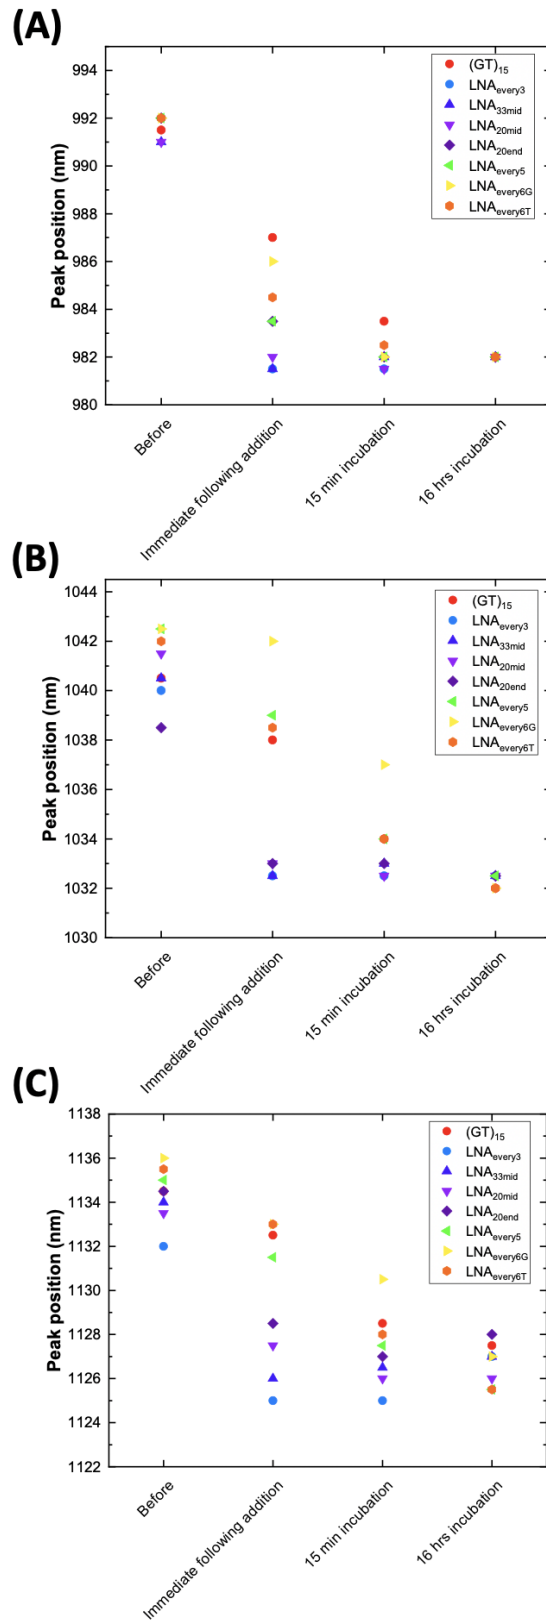 (A)
994
992
990
988
986
984
982
980
Peak position (nm)
(GT)15
LNAevery3
LNA33mid
LNA20mid
LNA20end
LNAevery5
LNAevery6G
LNAevery6T
Before
Immediate following addition
15 min incubation
16 hrs incubation
(B)
1044
1042
1040
1038
1036
1034
1032
1030
Peak position (nm)
(GT)15
LNAevery3
LNA33mid
LNA20mid
LNA20end
LNAevery5
LNAevery6G
LNAevery6T
Before
Immediate following addition
15 min incubation
16 hrs incubation
(C)
1138
1136
1134
1132
1130
1128
1126
1124
1122
Peak position (nm)
(GT)15
LNAevery3
LNA33mid
LNA20mid
LNA20end
LNAevery5
LNAevery6G
LNAevery6T
Before
Immediate following addition
15 min incubation
16 hrs incubation